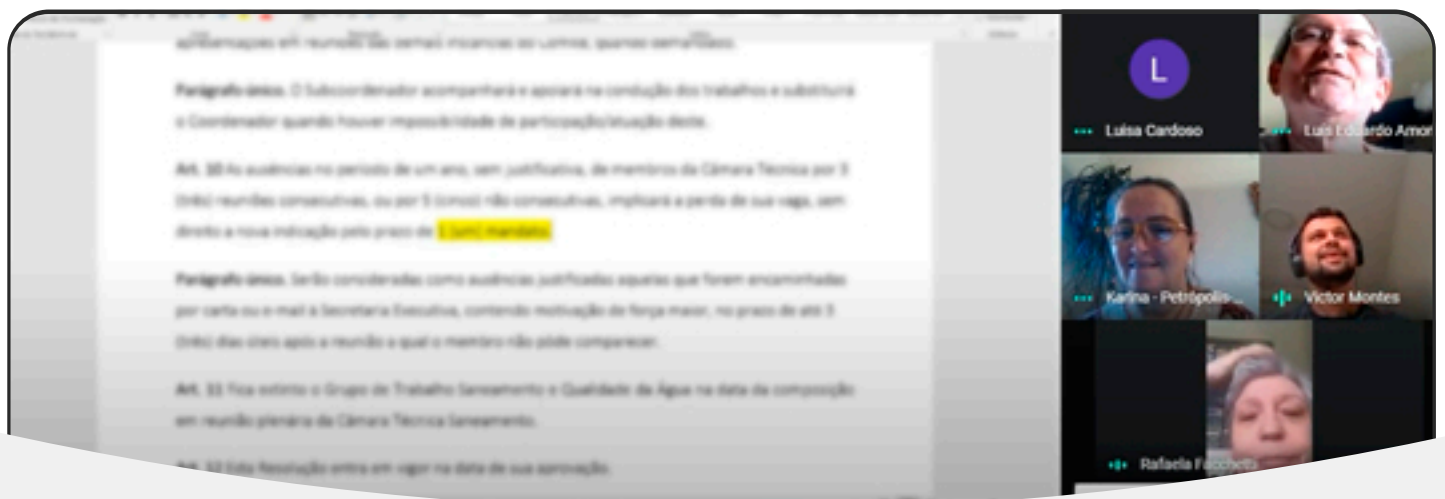 apresentações em reuniões das demais instâncias do Comitê, quando demandado.
Parágrafo único. O Subcoordenador acompanhará e apoiará na condução dos trabalhos e substituirá
o Coordenador quando houver impossibilidade de participação/atuação deste.
Art. 10 As ausências no período de um ano, sem justificativa, de membros da Câmara Técnica por 3
(três) reuniões consecutivas, ou por 5 (cinco) não consecutivas, implicará a perda de sua vaga, sem
direito a nova indicação pelo prazo de 1 (um) mandato.
Parágrafo único. Serão consideradas como ausências justificadas aquelas que forem encaminhadas
por carta ou e-mail à Secretaria Executiva, contendo motivação de força maior, no prazo de até 3
(três) dias úteis após a reunião a qual o membro não pôde comparecer.
Art. 11 Fica extinto o Grupo de Trabalho Saneamento e Qualidade da Água na data da composição
em reunião plenária da Câmara Técnica Saneamento.
Art. 12 Esta Resolução entra em vigor na data de sua aprovação.
L
Luisa Cardoso
Luis Eduardo Amor
Karina - Petrópolis ...
Victor Montes
Rafaela Facchetti